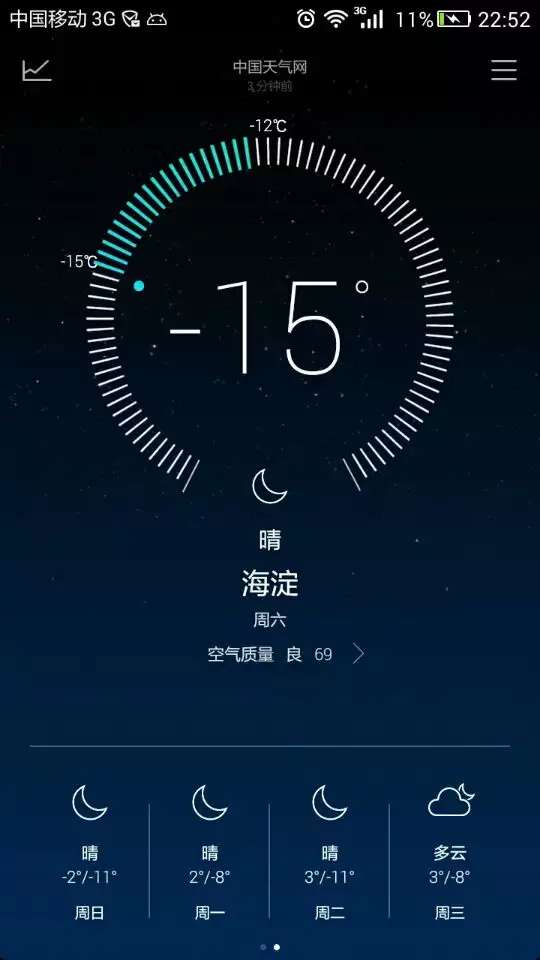 中国移动 3G 3G 11% 22:52
中国天气网
3 分钟前
-12℃
-15℃
-15°
晴
海淀
周六
空气质量 良 69
晴 晴 晴 多云
-2°/-11° 2°/-8° 3°/-11° 3°/-8°
周日 周一 周二 周三